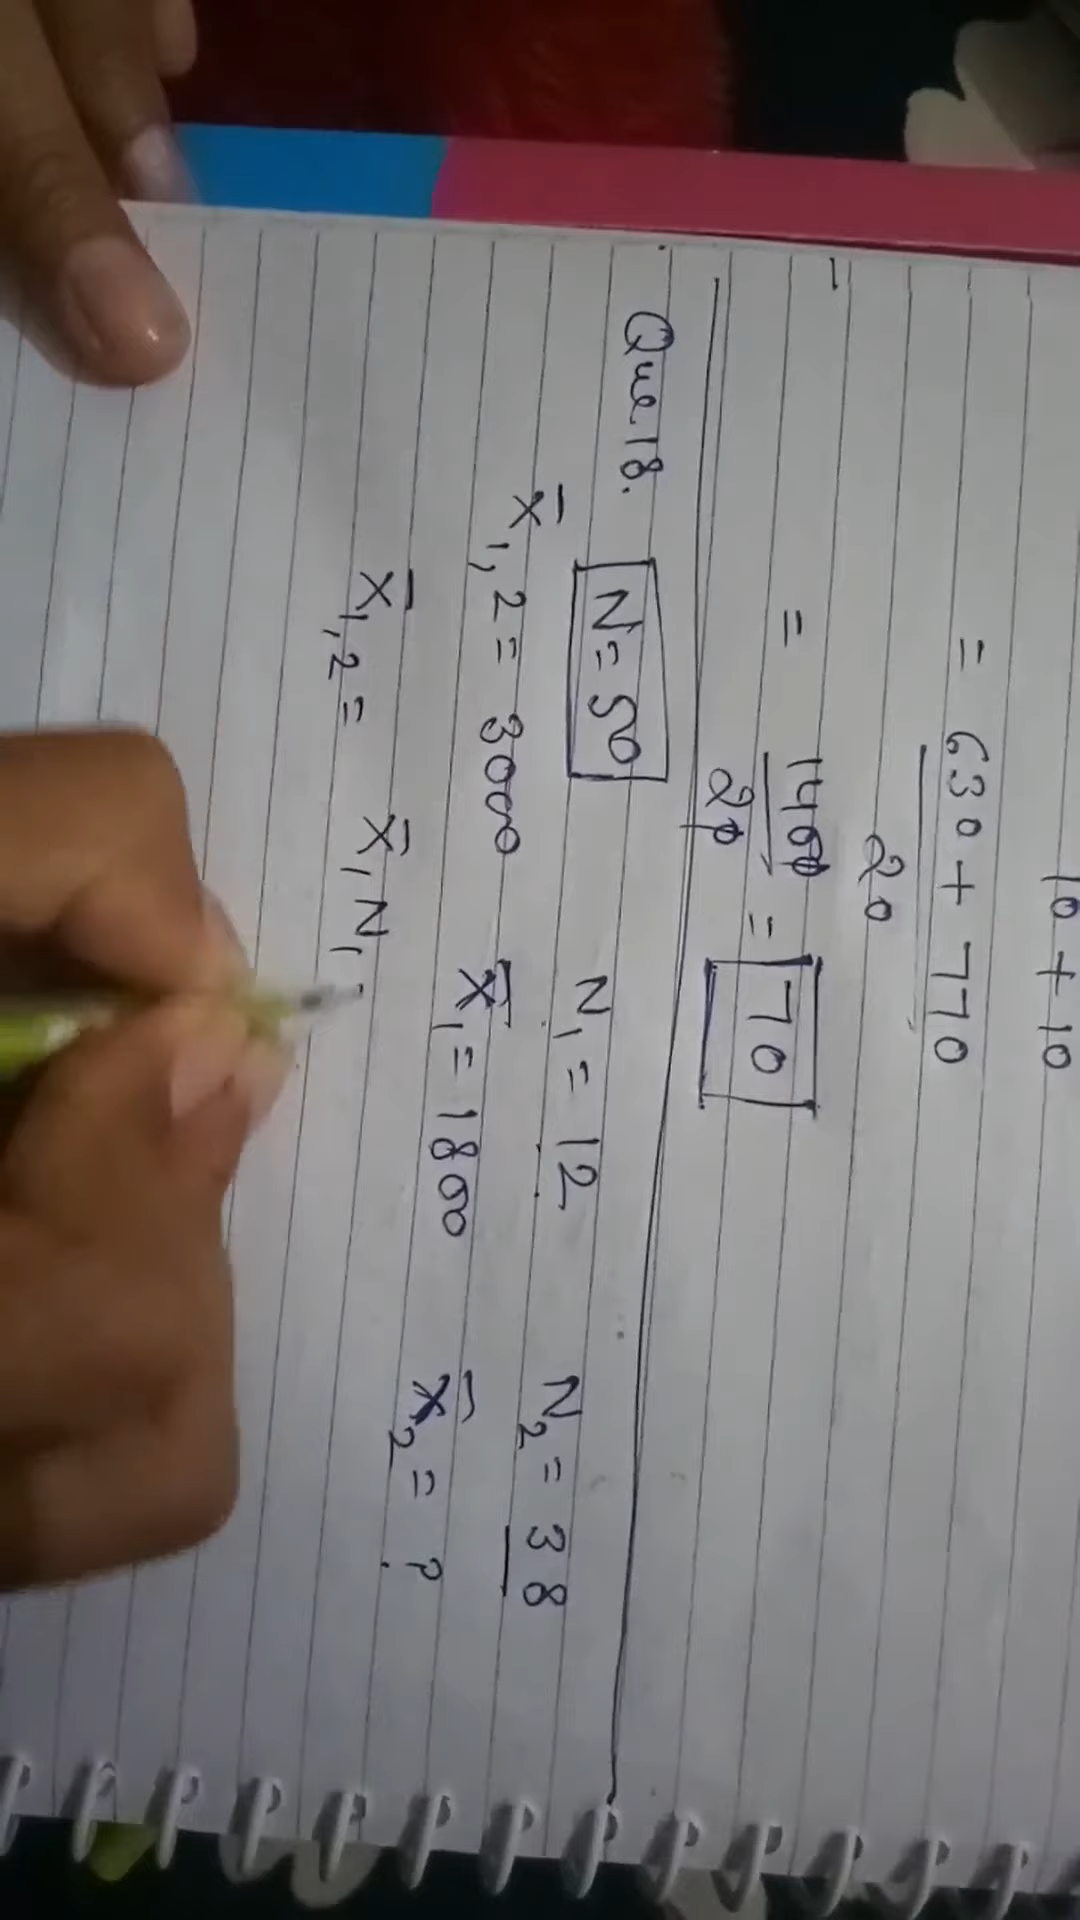 10 + 10
= 630 + 770
20
= 1400 = 70
20
Que 18. N = 50 N₁ = 12 N₂ = 38
X̄₁,₂ = 3000 X̄₁ = 1800 X̄₂ = ?
X̄₁,₂ = X̄₁N₁